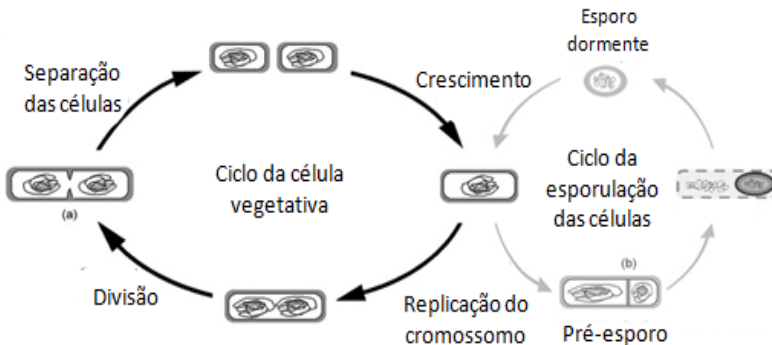 Esporo
dormente
Separação
das células
Crescimento
Ciclo da célula
vegetativa
Ciclo da
esporulação
das células
(a)
(b)
Divisão
Replicação do
cromossomo
Pré-esporo